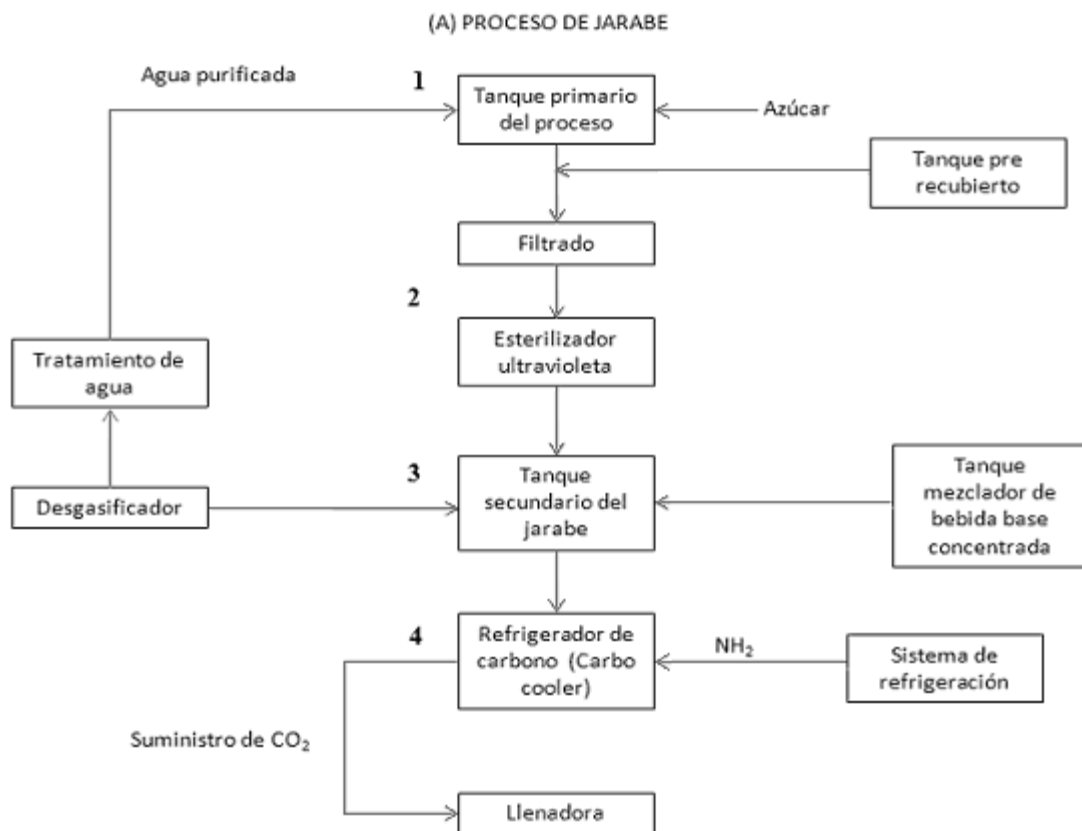 (A) PROCESO DE JARABE
Agua purificada
1
Tanque primario
del proceso
Azúcar
Tanque pre
recubierto
Filtrado
2
Esterilizador
ultravioleta
Tratamiento de
agua
3
Tanque
secundario del
jarabe
Desgasificador
Tanque
mezclador de
bebida base
concentrada
4
Refrigerador de
carbono (Carbo
cooler)
NH₂
Sistema de
refrigeración
Suministro de CO₂
Llenadora